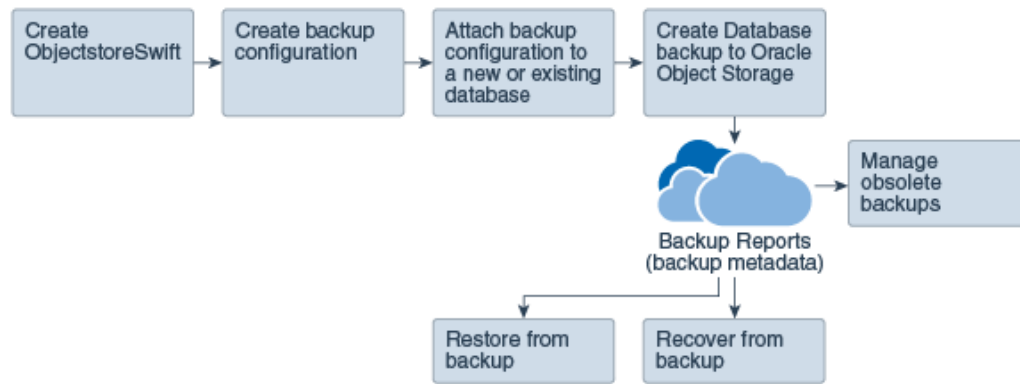 Create
ObjectstoreSwift
Create backup
configuration
Attach backup
configuration to
a new or existing
database
Create Database
backup to Oracle
Object Storage
Manage
obsolete
backups
Backup Reports
(backup metadata)
Restore from
backup
Recover from
backup